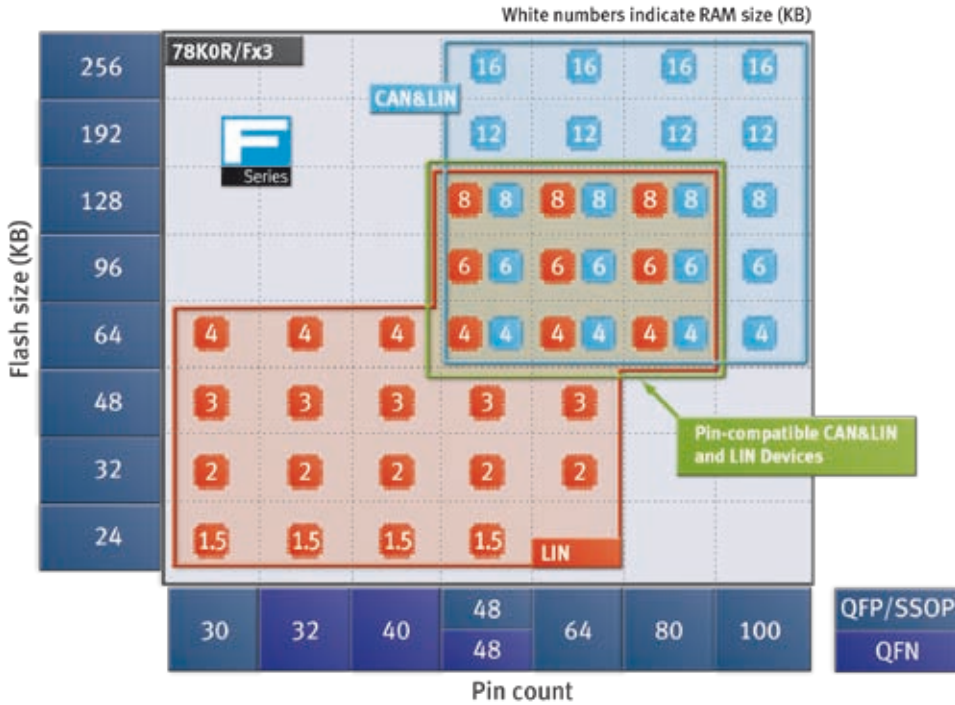 White numbers indicate RAM size (KB)
78K0R/Fx3
256 16 16 16 16
CAN&LIN
192 12 12 12 12
F
Series
128 8 8 8 8 8 8 8
96 6 6 6 6 6 6 6
64 4 4 4 4 4 4 4 4 4 4
48 3 3 3 3 3
Pin-compatible CAN&LIN
and LIN Devices
32 2 2 2 2 2
24 1.5 1.5 1.5 1.5
LIN
Flash size (KB)
30 32 40 48 64 80 100
48
QFP/SSOP
QFN
Pin count